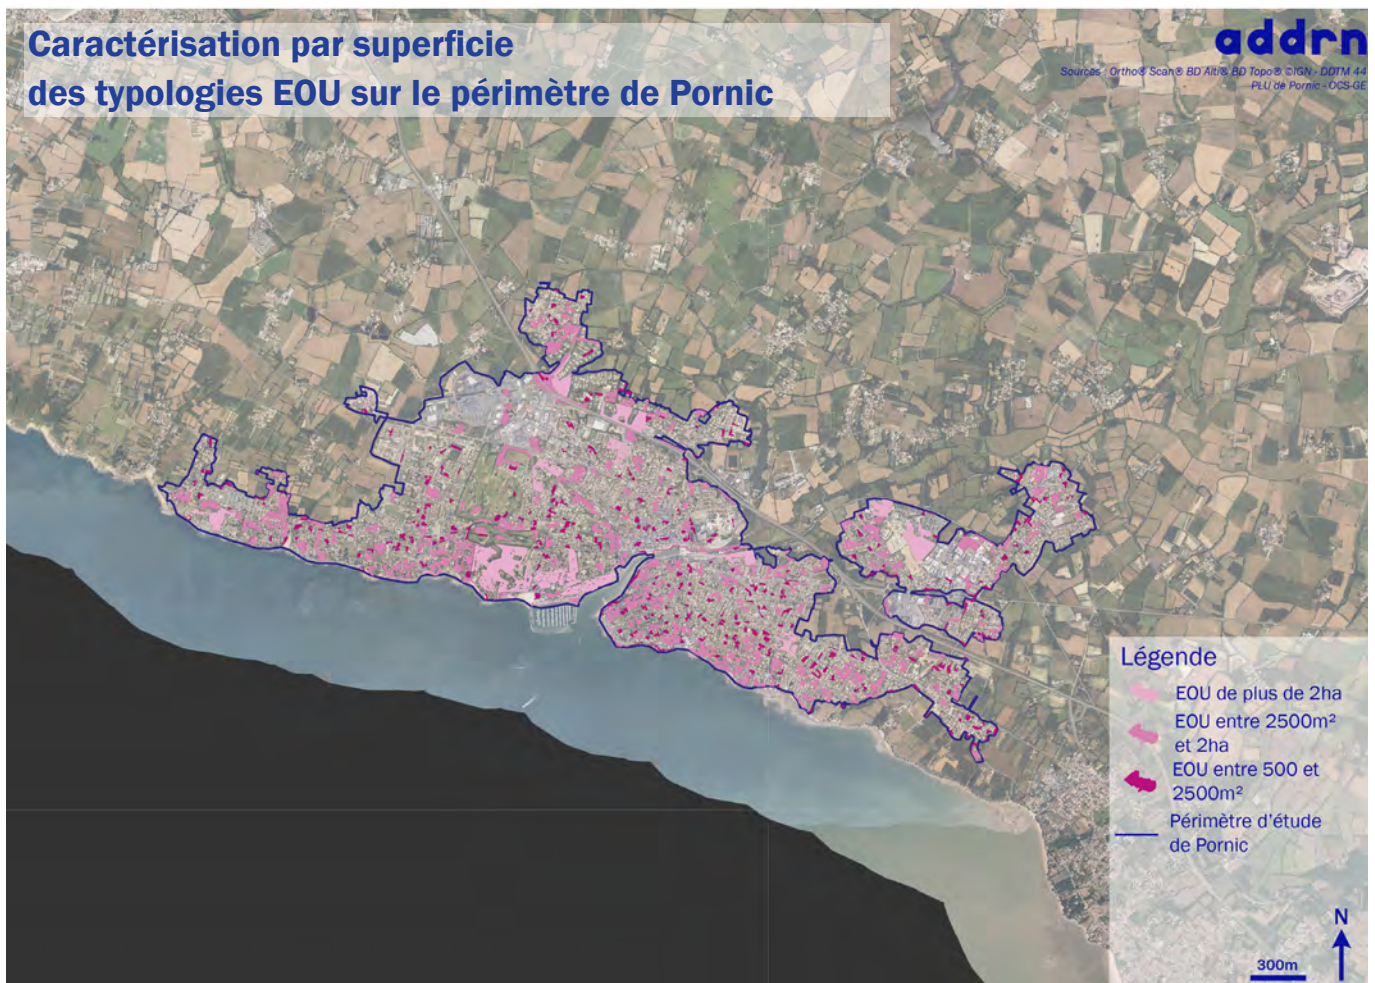 Caractérisation par superficie
des typologies EOU sur le périmètre de Pornic
addrn
Sources : Ortho® Scan® BD Alti® BD Topo® ©IGN - DDTM 44
PLU de Pornic - OCS-GE
Légende
EOU de plus de 2ha
EOU entre 2500m²
et 2ha
EOU entre 500 et
2500m²
Périmètre d'étude
de Pornic
N
300m